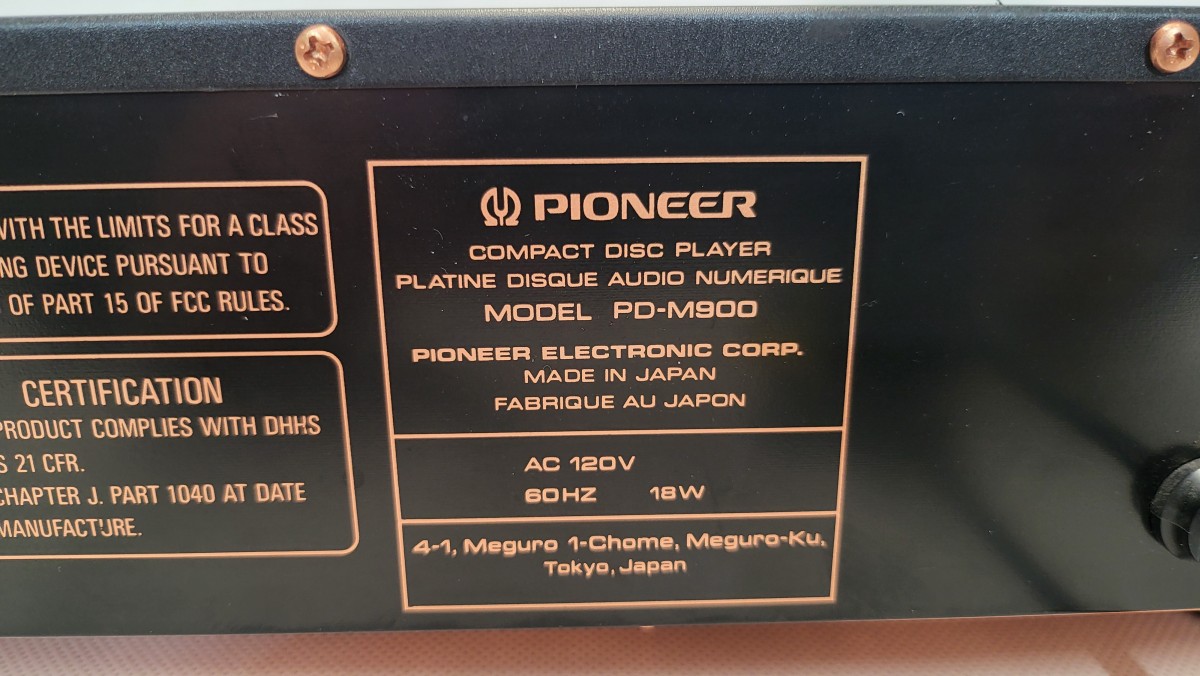 WITH THE LIMITS FOR A CLASS
NG DEVICE PURSUANT TO
OF PART 15 OF FCC RULES.
CERTIFICATION
PRODUCT COMPLIES WITH DHHS
S 21 CFR.
CHAPTER J. PART 1040 AT DATE
MANUFACTURE.
PIONEER
COMPACT DISC PLAYER
PLATINE DISQUE AUDIO NUMERIQUE
MODEL PD-M900
PIONEER ELECTRONIC CORP.
MADE IN JAPAN
FABRIQUE AU JAPON
AC 120V
60HZ 18W
4-1, Meguro 1-Chome, Meguro-Ku,
Tokyo, Japan